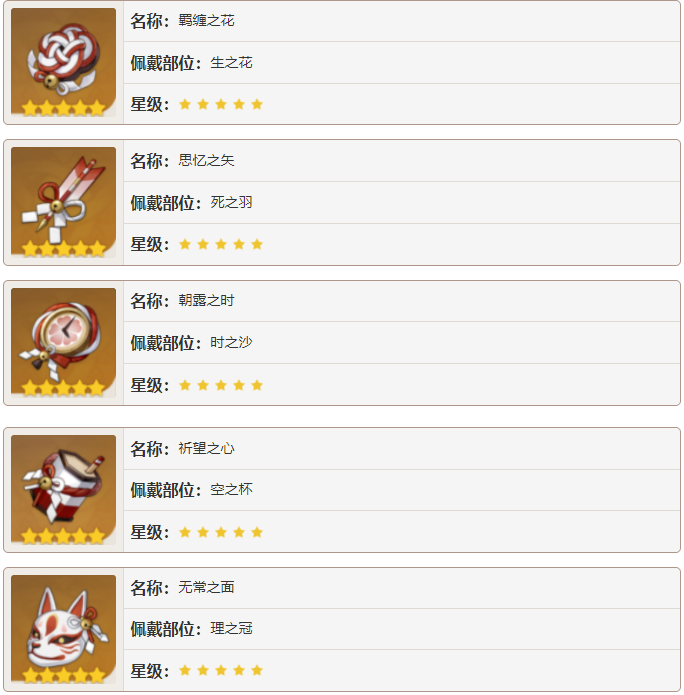 名称：羁缠之花
佩戴部位：生之花
星级：
名称：思忆之矢
佩戴部位：死之羽
星级：
名称：朝露之时
佩戴部位：时之沙
星级：
名称：祈望之心
佩戴部位：空之杯
星级：
名称：无常之面
佩戴部位：理之冠
星级：